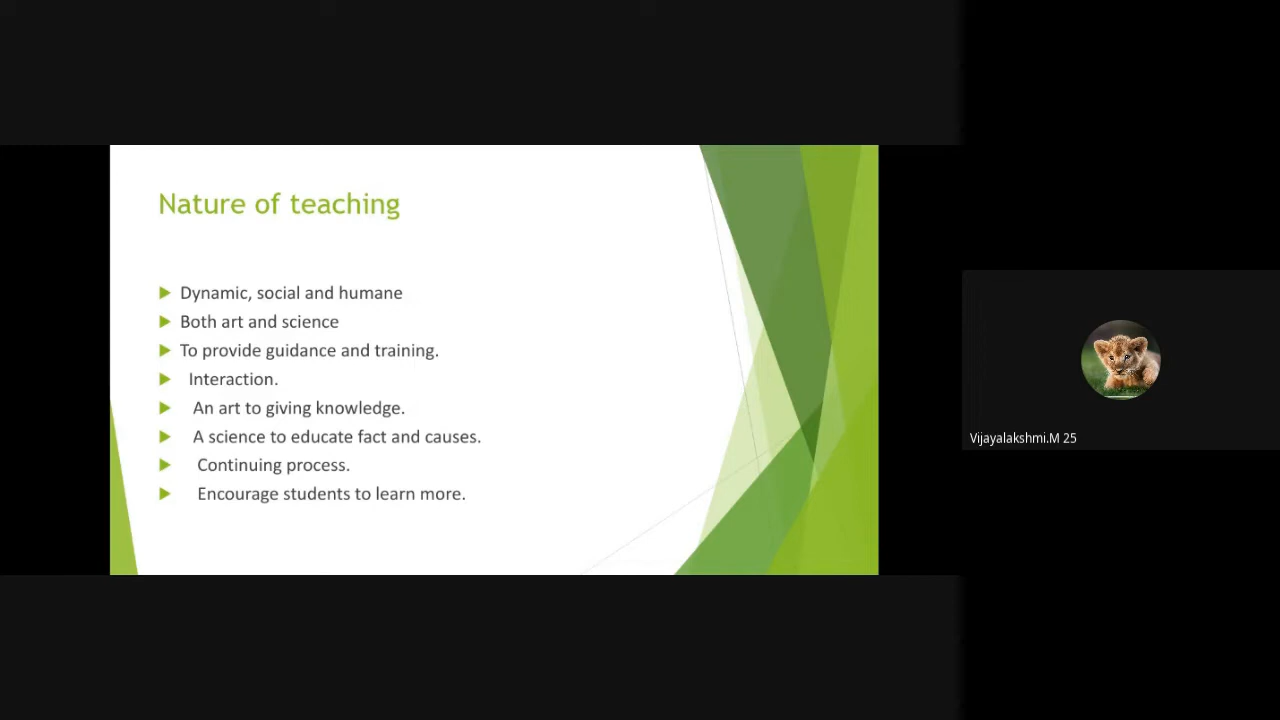 Nature of teaching
Dynamic, social and humane
Both art and science
To provide guidance and training.
Interaction.
An art to giving knowledge.
A science to educate fact and causes.
Continuing process.
Encourage students to learn more.
Vijayalakshmi.M 25